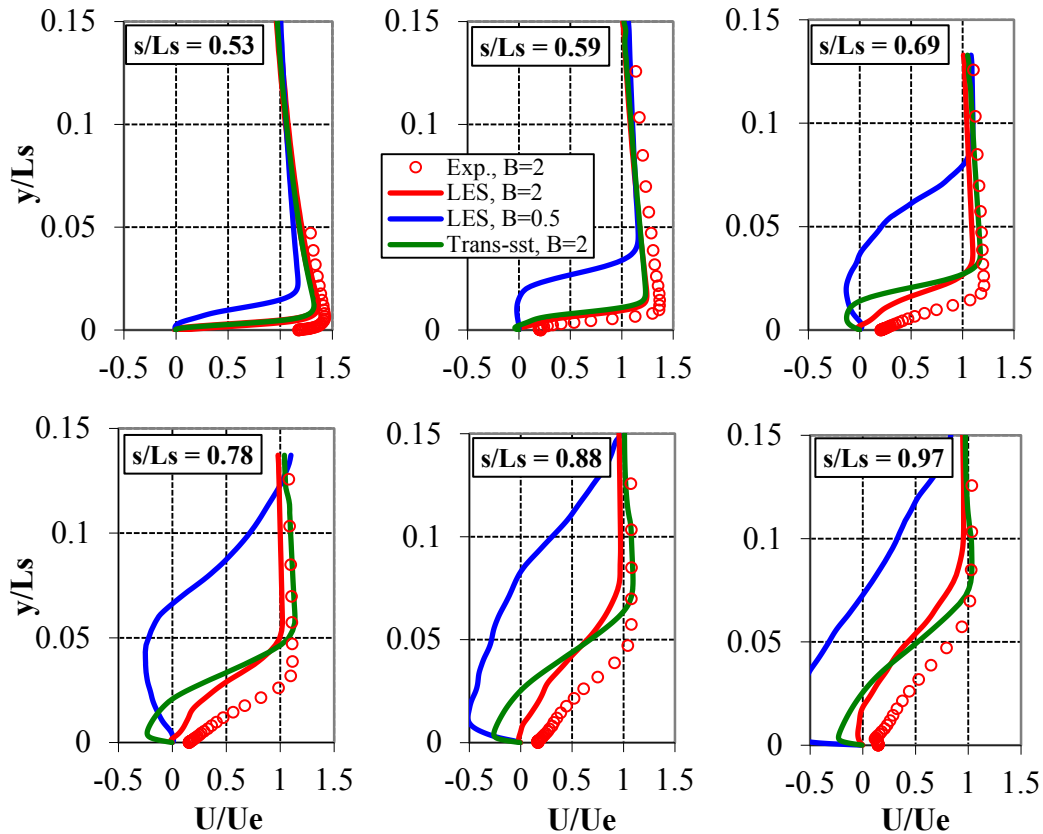 0.15
0.1
0.05
0
y/Ls
s/Ls = 0.53
-0.5 0 0.5 1 1.5
0.15
0.1
0.05
0
s/Ls = 0.59
-0.5 0 0.5 1 1.5
Exp., B=2
LES, B=2
LES, B=0.5
Trans-sst, B=2
0.15
0.1
0.05
0
s/Ls = 0.69
-0.5 0 0.5 1 1.5
0.15
0.1
0.05
0
y/Ls
s/Ls = 0.78
-0.5 0 0.5 1 1.5
U/Ue
0.15
0.1
0.05
0
s/Ls = 0.88
-0.5 0 0.5 1 1.5
U/Ue
0.15
0.1
0.05
0
s/Ls = 0.97
-0.5 0 0.5 1 1.5
U/Ue